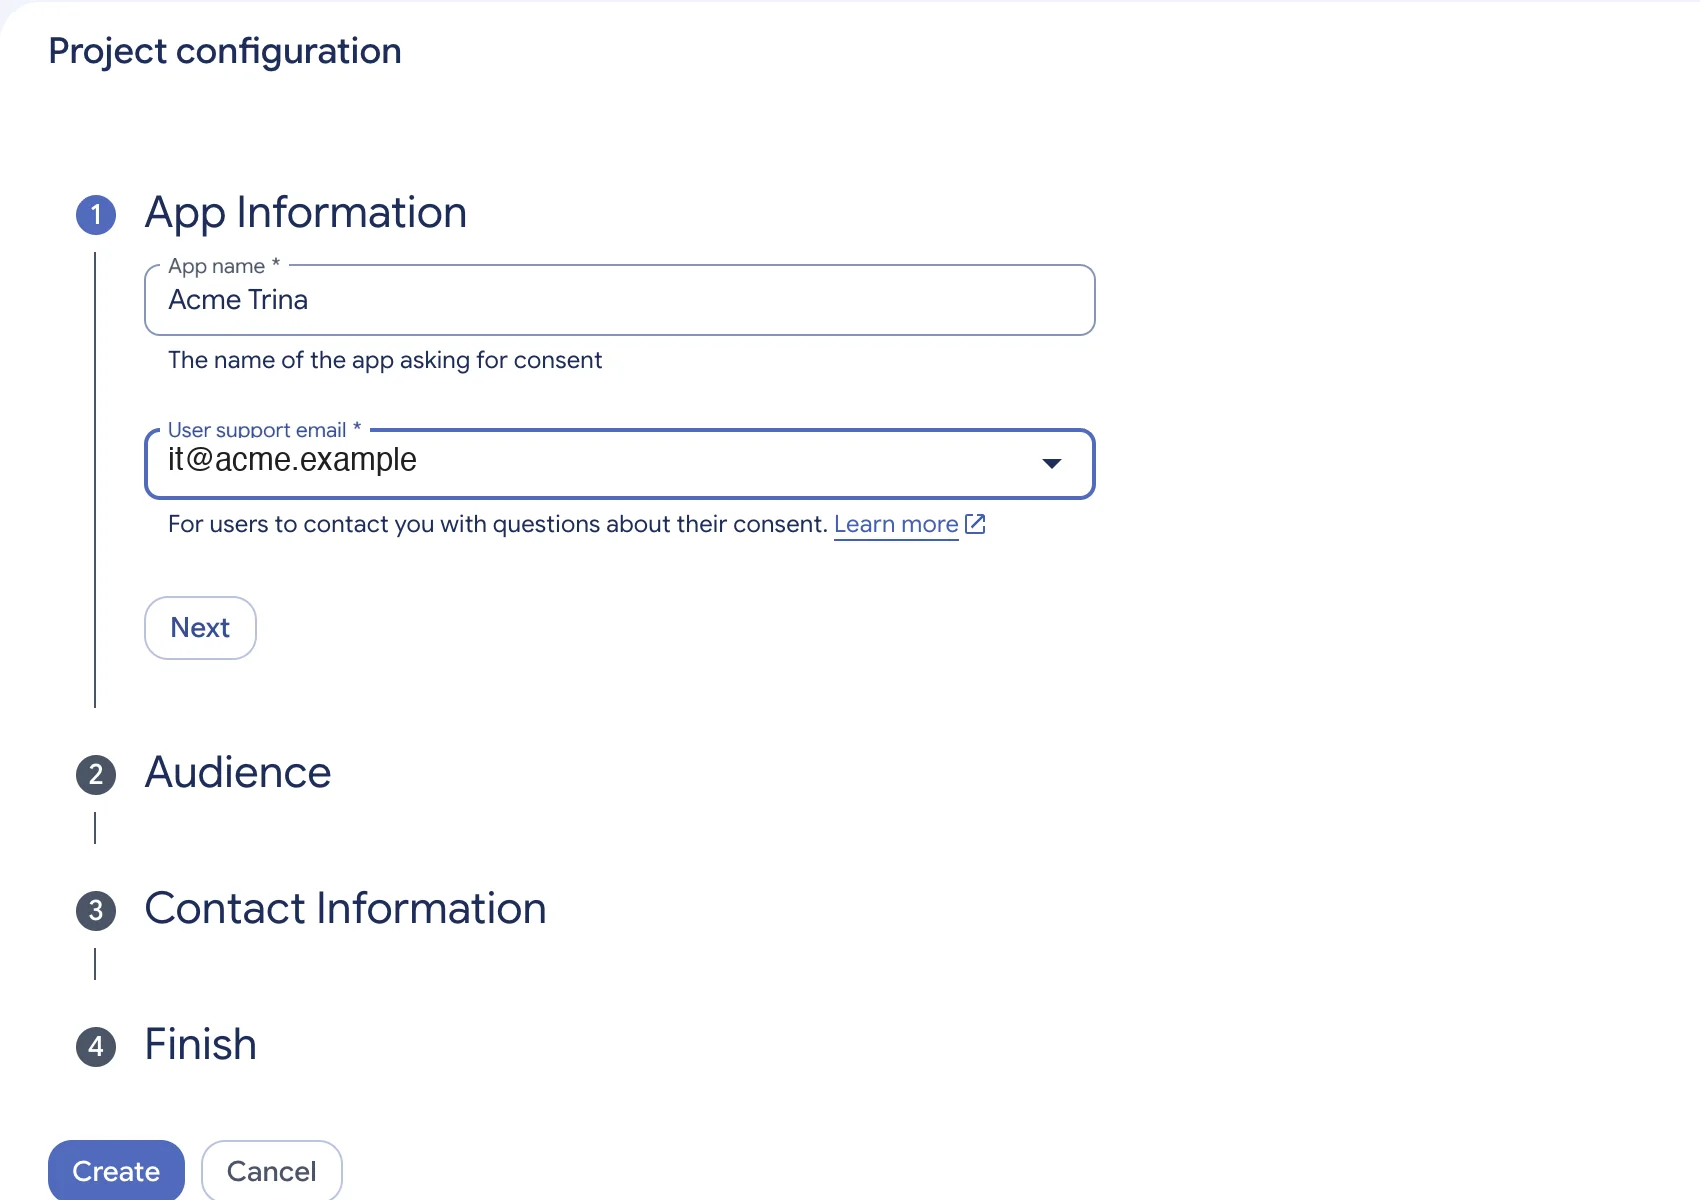 Project configuration
1 App Information
App name *
Acme Trina
The name of the app asking for consent
User support email *
it@acme.example
For users to contact you with questions about their consent. Learn more
Next
2 Audience
3 Contact Information
4 Finish
Create Cancel